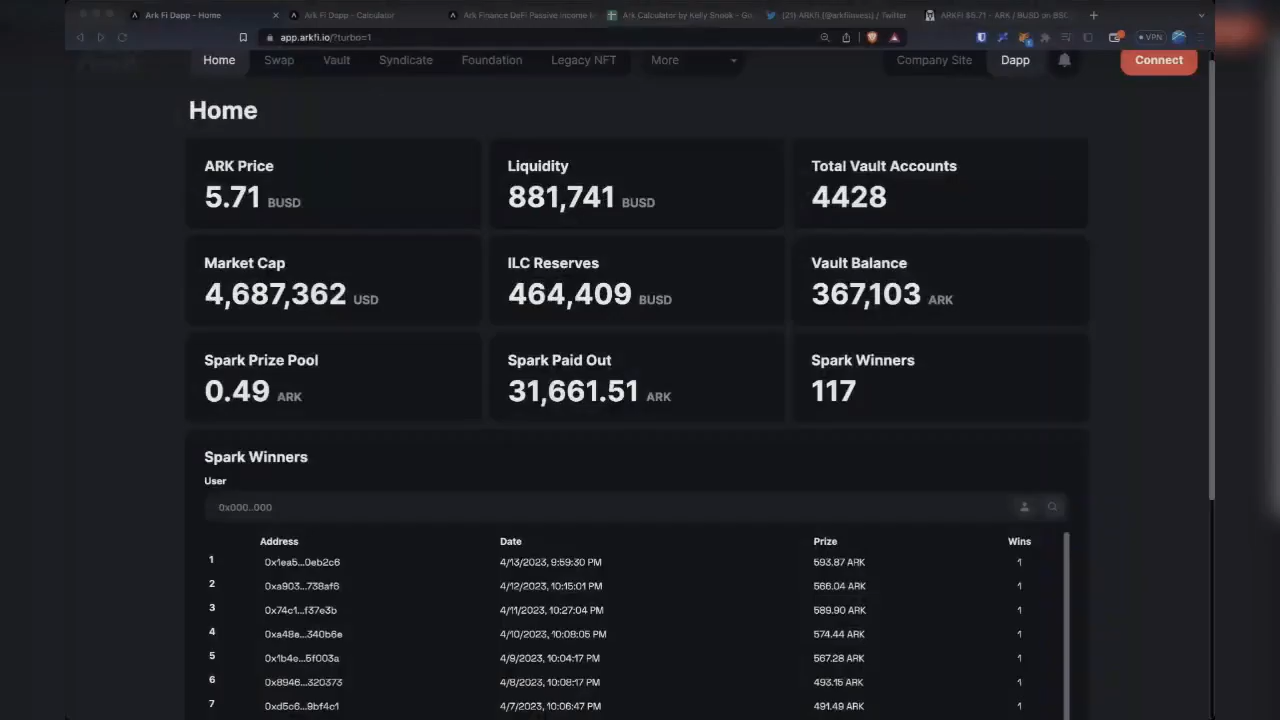 Ark Fi Dapp - Home
Ark Fi Dapp - Calculator
Ark Finance DeFi Passive Income M
Ark Calculator by Kelly Snook - Go
(21) ARKfi (@arkfiinvest) / Twitter
ARKFI $5.71 - ARK / BUSD on BSC
app.arkfi.io/?turbo=1
VPN
Home
Swap
Vault
Syndicate
Foundation
Legacy NFT
More
Company Site
Dapp
Connect
Home
ARK Price
5.71 BUSD
Liquidity
881,741 BUSD
Total Vault Accounts
4428
Market Cap
4,687,362 USD
ILC Reserves
464,409 BUSD
Vault Balance
367,103 ARK
Spark Prize Pool
0.49 ARK
Spark Paid Out
31,661.51 ARK
Spark Winners
117
Spark Winners
User
0x000..000
Address Date Prize Wins
1 0x1ea5...0eb2c6 4/13/2023, 9:59:30 PM 593.87 ARK 1
2 0xa903...738af6 4/12/2023, 10:15:01 PM 566.04 ARK 1
3 0x74c1...f37e3b 4/11/2023, 10:27:04 PM 589.90 ARK 1
4 0xa48e...340b6e 4/10/2023, 10:08:05 PM 574.44 ARK 1
5 0x1b4e...5f003a 4/9/2023, 10:04:17 PM 567.28 ARK 1
6 0x8946...320373 4/8/2023, 10:08:17 PM 493.15 ARK 1
7 0xd5c6...9bf4c1 4/7/2023, 10:06:47 PM 491.49 ARK 1